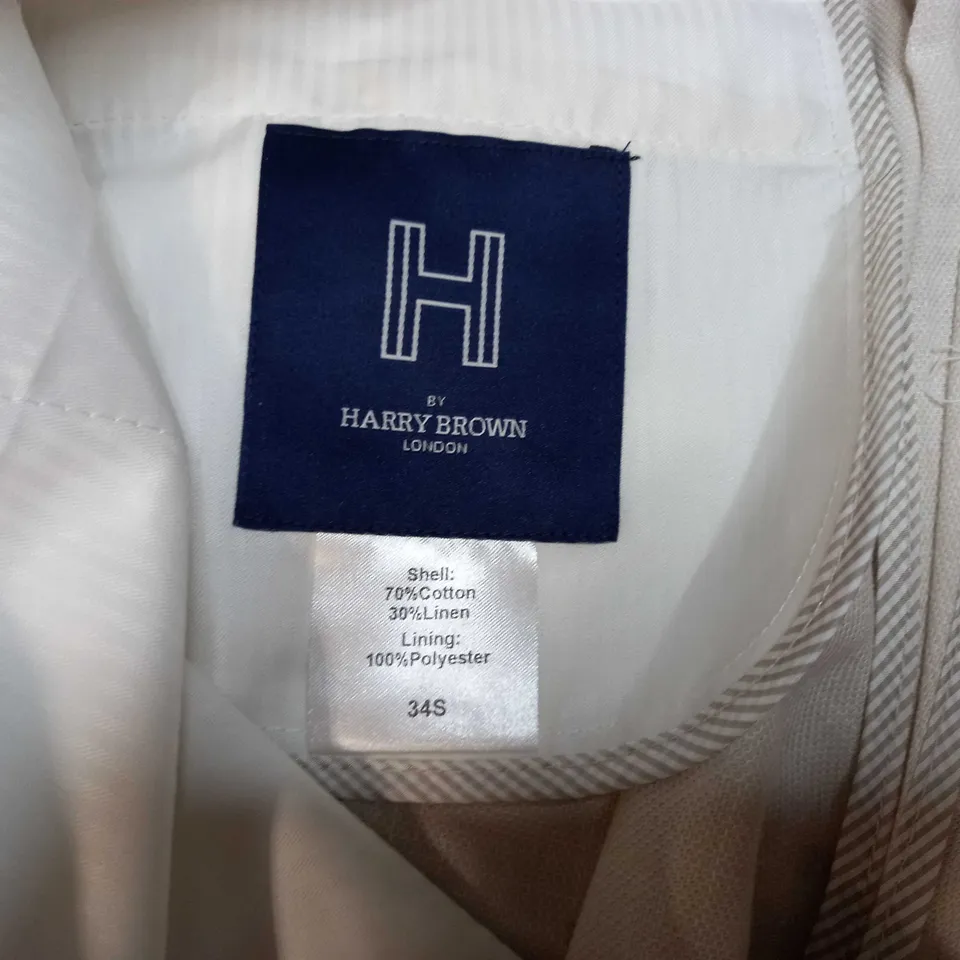 H
BY
HARRY BROWN
LONDON
Shell:
70%Cotton
30%Linen
Lining:
100%Polyester
34S